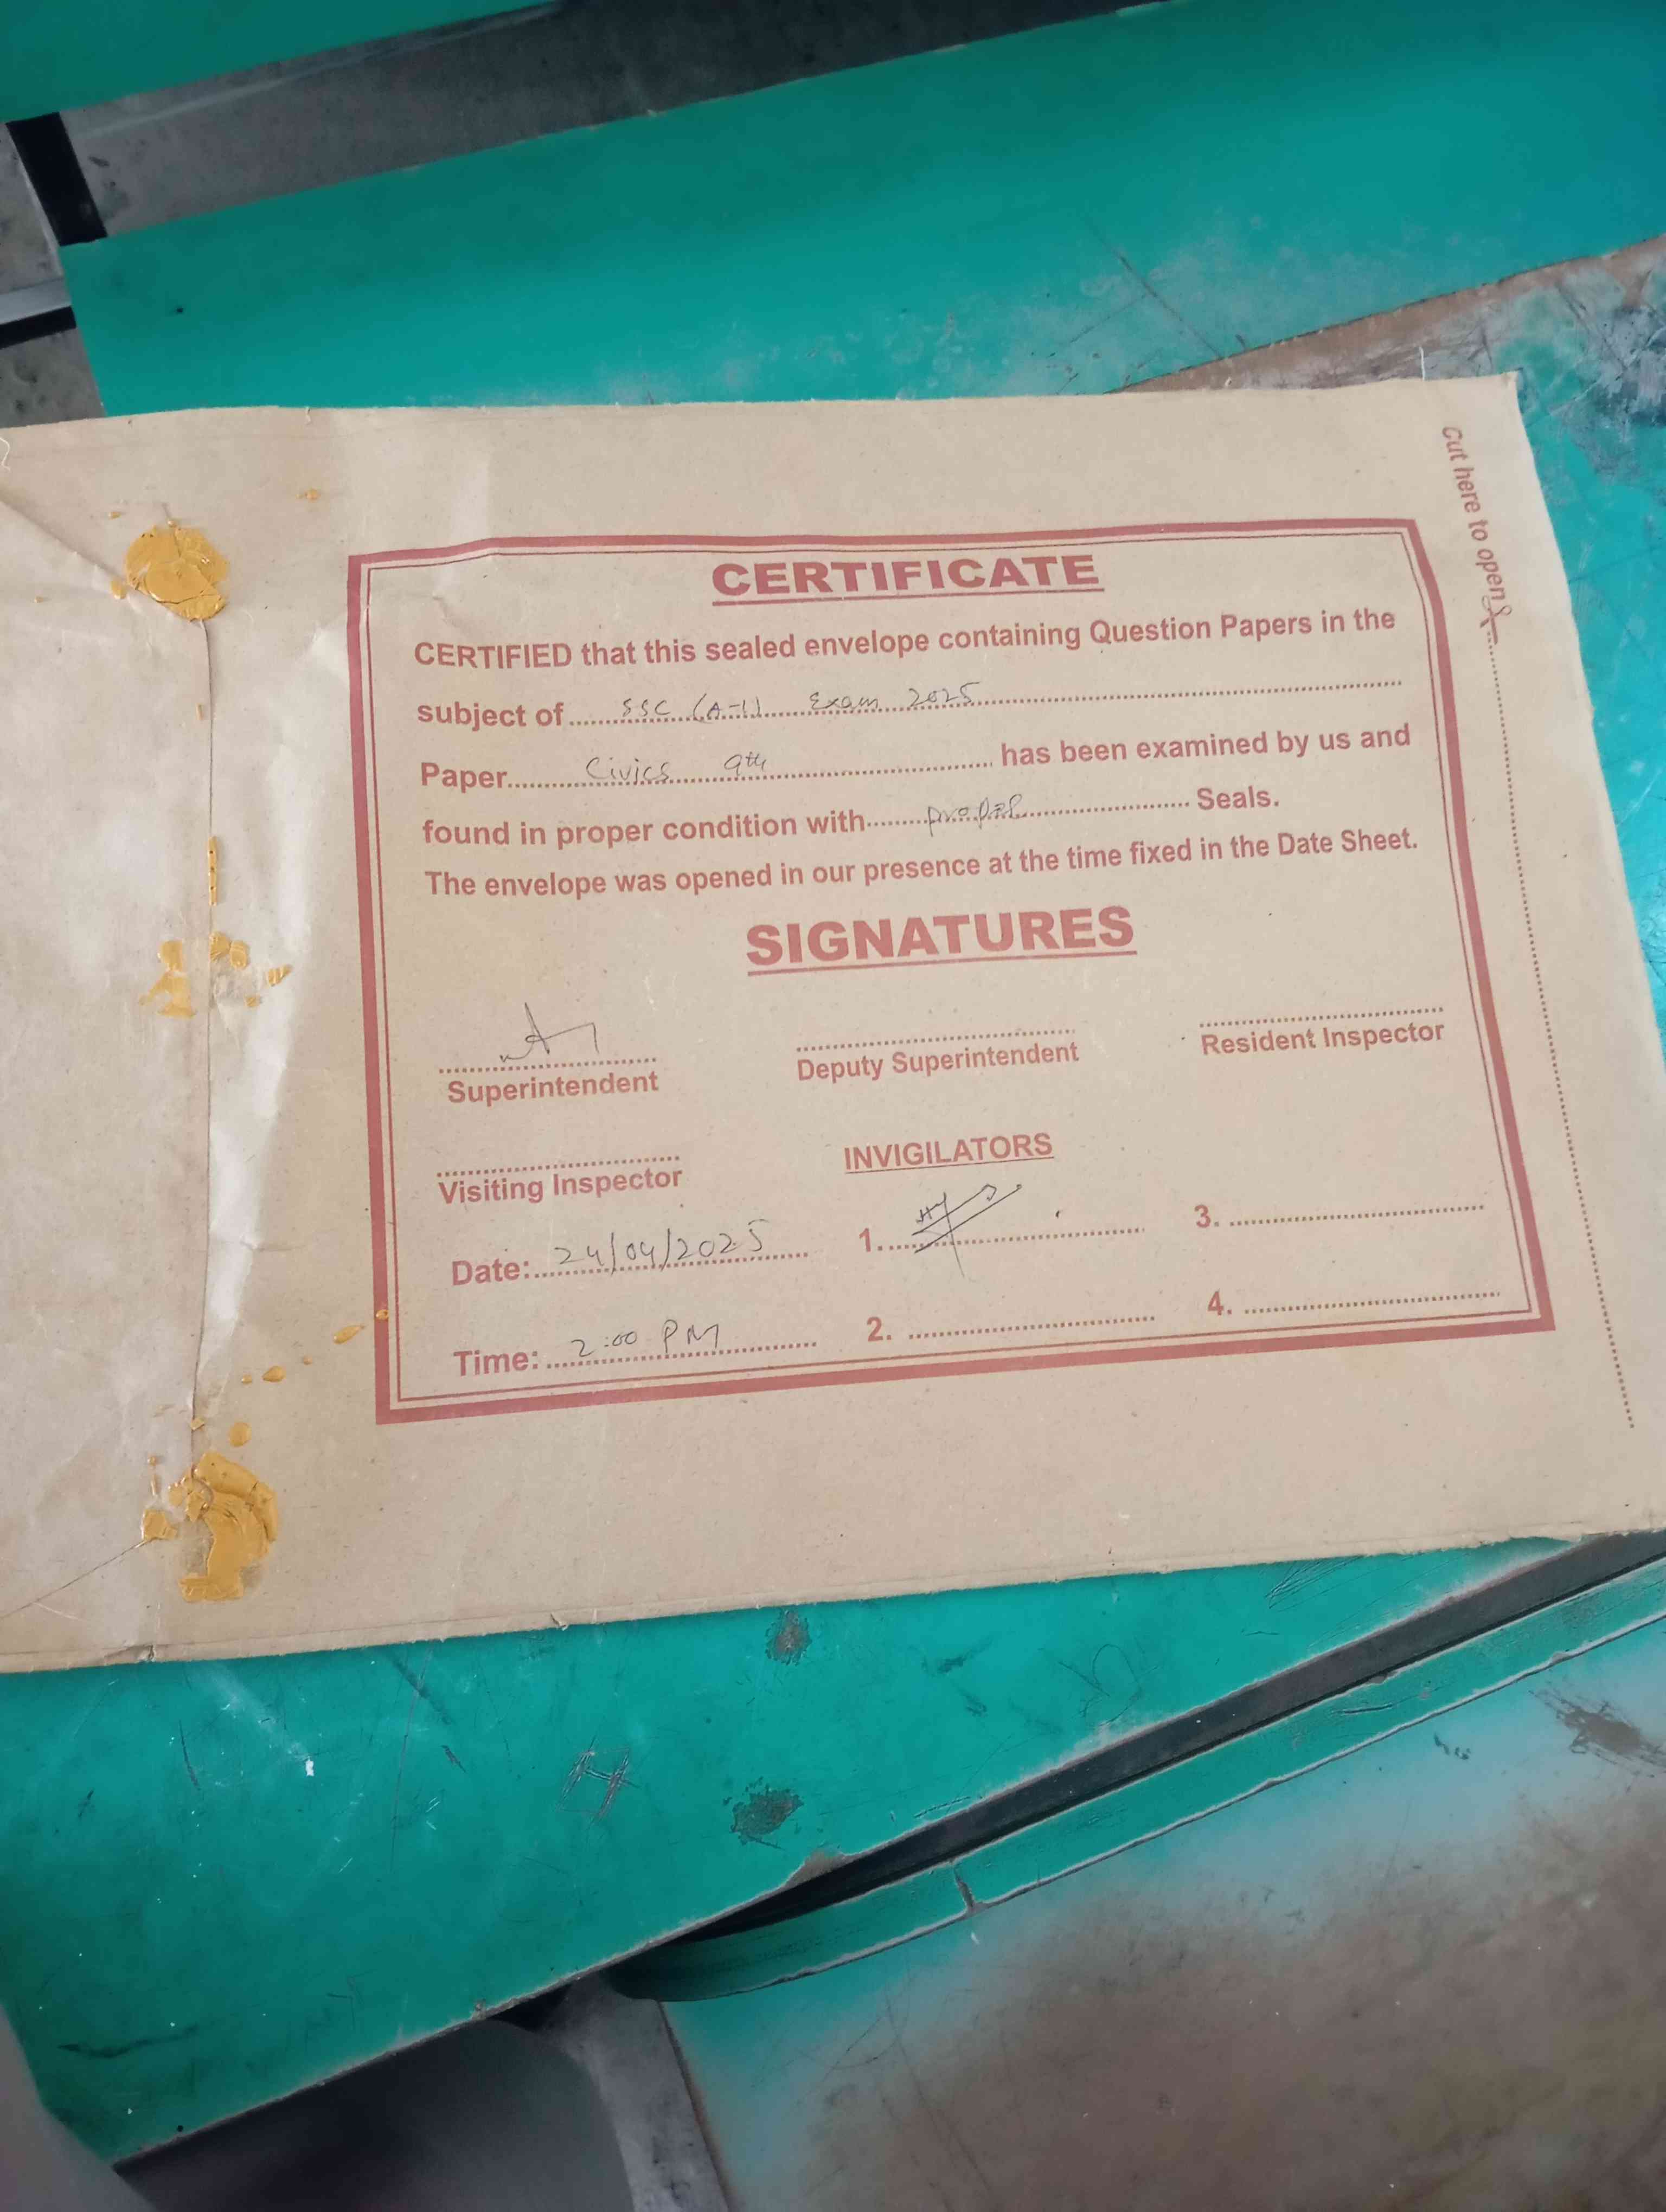 Cut here to open
CERTIFICATE
CERTIFIED that this sealed envelope containing Question Papers in the
subject of SSC (A-1) Exam 2025
Paper Civics 9th has been examined by us and
found in proper condition with proper Seals.
The envelope was opened in our presence at the time fixed in the Date Sheet.
SIGNATURES
Superintendent
Deputy Superintendent
Resident Inspector
Visiting Inspector
INVIGILATORS
Date: 24/04/2025
1.
3.
Time: 2:00 PM
2.
4.
H